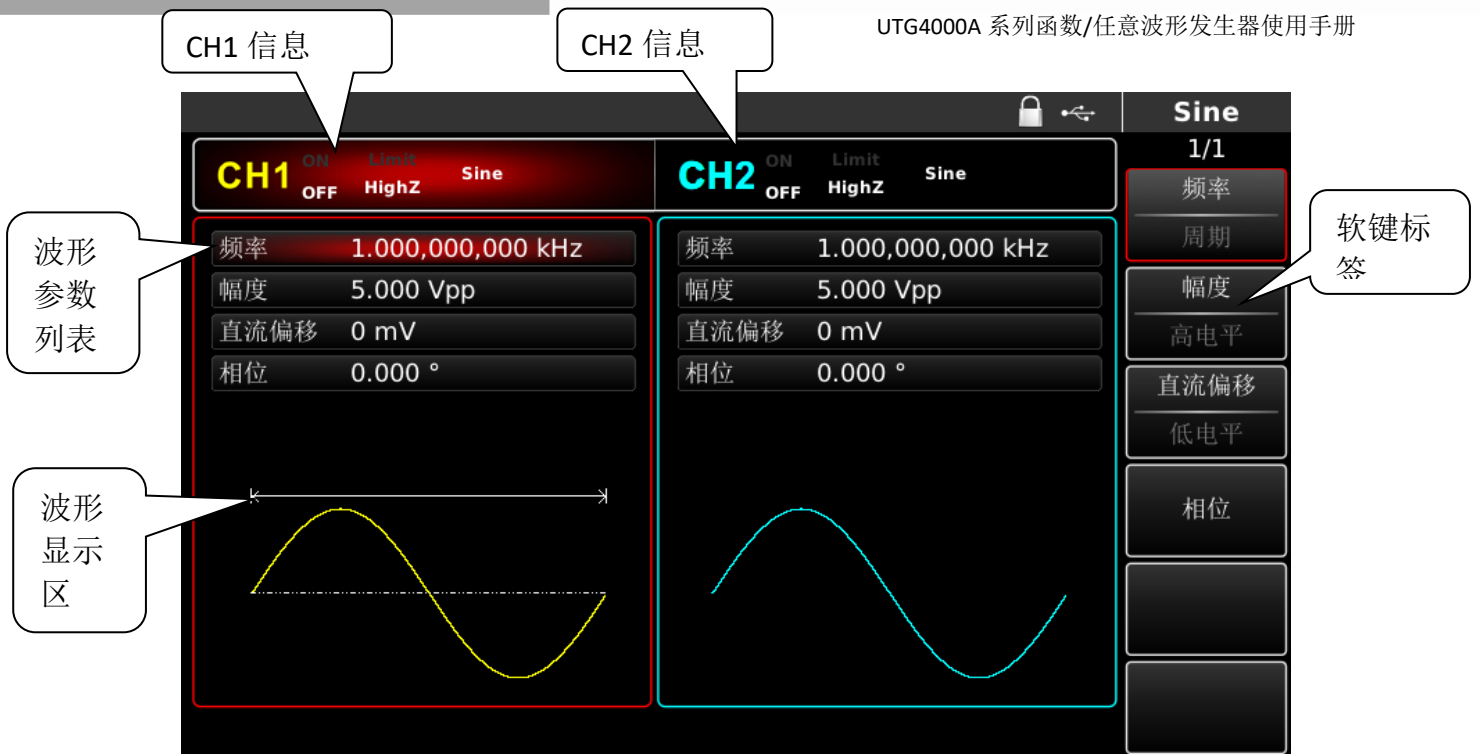 UTG4000A 系列函数/任意波形发生器使用手册
CH1 信息
CH2 信息
Sine
1/1
CH1 ON OFF Limit HighZ Sine
CH2 ON OFF Limit HighZ Sine
频率
周期
软键标
签
波形
参数
列表
频率 1.000,000,000 kHz
幅度 5.000 Vpp
直流偏移 0 mV
相位 0.000 °
频率 1.000,000,000 kHz
幅度 5.000 Vpp
直流偏移 0 mV
相位 0.000 °
幅度
高电平
直流偏移
低电平
相位
波形
显示
区